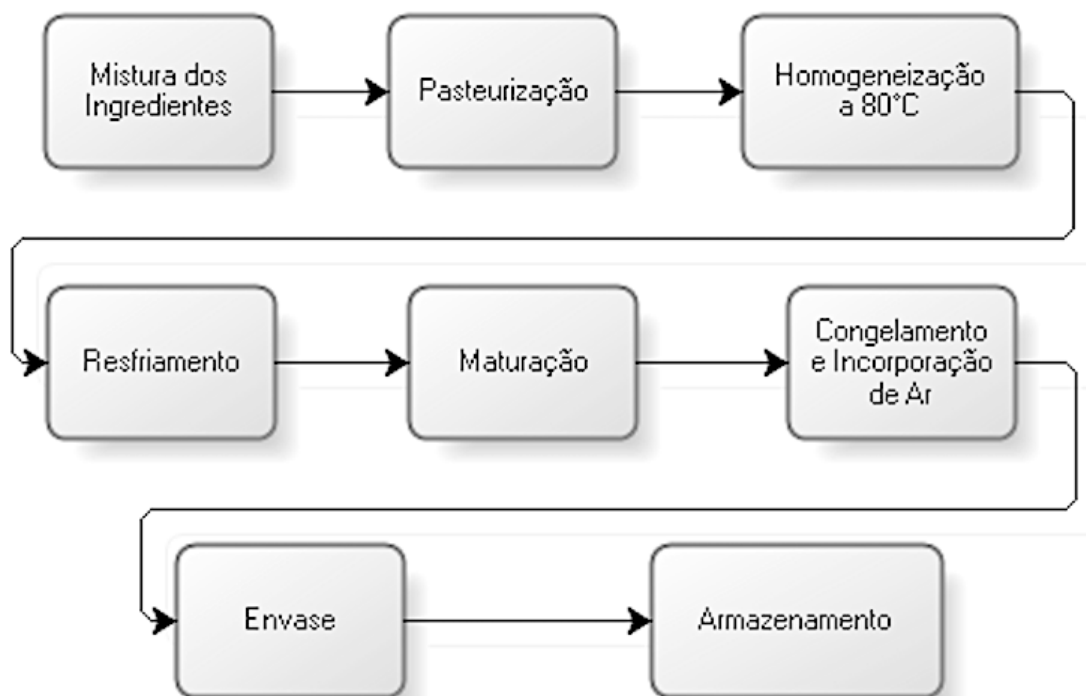 Mistura dos
Ingredientes
Pasteurização
Homogeneização
a 80°C
Resfriamento
Maturação
Congelamento
e Incorporação
de Ar
Envase
Armazenamento